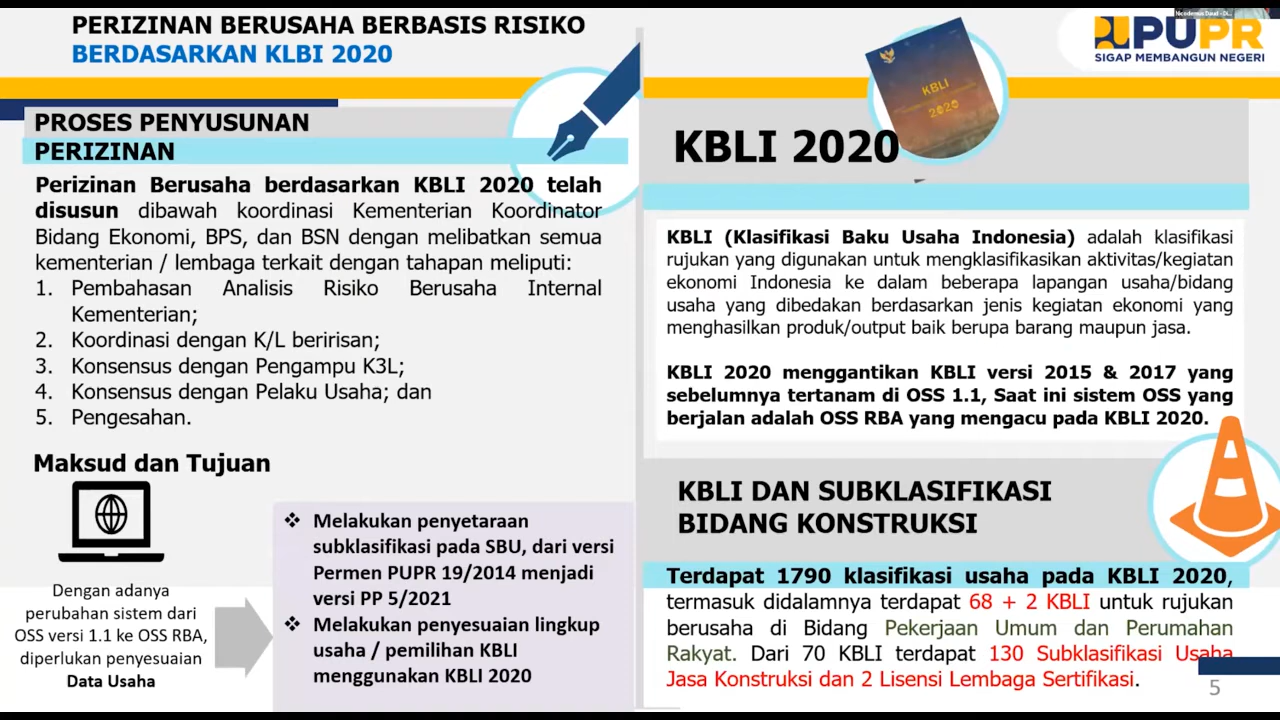 PERIZINAN BERUSAHA BERBASIS RISIKO
BERDASARKAN KLBI 2020
PROSES PENYUSUNAN
PERIZINAN
Perizinan Berusaha berdasarkan KBLI 2020 telah
disusun dibawah koordinasi Kementerian Koordinator
Bidang Ekonomi, BPS, dan BSN dengan melibatkan semua
kementerian / lembaga terkait dengan tahapan meliputi:
1. Pembahasan Analisis Risiko Berusaha Internal
Kementerian;
2. Koordinasi dengan K/L beririsan;
3. Konsensus dengan Pengampu K3L;
4. Konsensus dengan Pelaku Usaha; dan
5. Pengesahan.
Maksud dan Tujuan
Dengan adanya
perubahan sistem dari
OSS versi 1.1 ke OSS RBA,
diperlukan penyesuaian
Data Usaha
❖ Melakukan penyetaraan
subklasifikasi pada SBU, dari versi
Permen PUPR 19/2014 menjadi
versi PP 5/2021
❖ Melakukan penyesuaian lingkup
usaha / pemilihan KBLI
menggunakan KBLI 2020
Nicodemus Daud
PUPR
SIGAP MEMBANGUN NEGERI
KBLI
2020
KBLI 2020
KBLI (Klasifikasi Baku Usaha Indonesia) adalah klasifikasi
rujukan yang digunakan untuk mengklasifikasikan aktivitas/kegiatan
ekonomi Indonesia ke dalam beberapa lapangan usaha/bidang
usaha yang dibedakan berdasarkan jenis kegiatan ekonomi yang
menghasilkan produk/output baik berupa barang maupun jasa.
KBLI 2020 menggantikan KBLI versi 2015 & 2017 yang
sebelumnya tertanam di OSS 1.1, Saat ini sistem OSS yang
berjalan adalah OSS RBA yang mengacu pada KBLI 2020.
KBLI DAN SUBKLASIFIKASI
BIDANG KONSTRUKSI
Terdapat 1790 klasifikasi usaha pada KBLI 2020,
termasuk didalamnya terdapat 68 + 2 KBLI untuk rujukan
berusaha di Bidang Pekerjaan Umum dan Perumahan
Rakyat. Dari 70 KBLI terdapat 130 Subklasifikasi Usaha
Jasa Konstruksi dan 2 Lisensi Lembaga Sertifikasi.
5